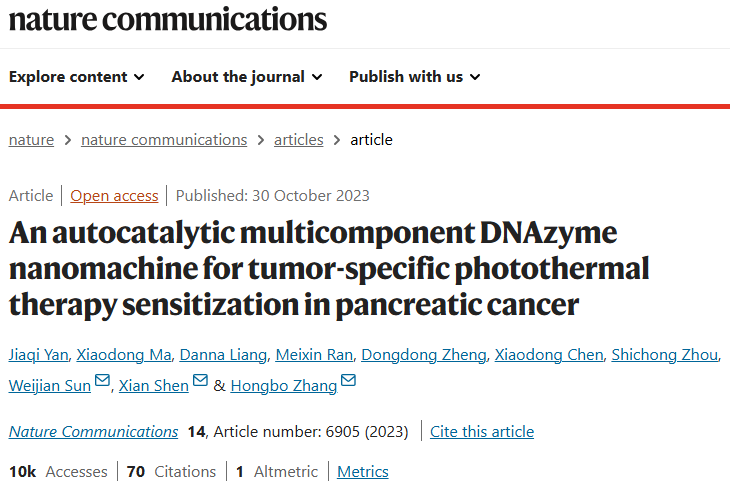 nature communications
Explore content About the journal Publish with us
nature > nature communications > articles > article
Article | Open access | Published: 30 October 2023
An autocatalytic multicomponent DNAzyme
nanomachine for tumor-specific photothermal
therapy sensitization in pancreatic cancer
Jiaqi Yan, Xiaodong Ma, Danna Liang, Meixin Ran, Dongdong Zheng, Xiaodong Chen, Shichong Zhou,
Weijian Sun, Xian Shen & Hongbo Zhang
Nature Communications 14, Article number: 6905 (2023) | Cite this article
10k Accesses | 70 Citations | 1 Altmetric | Metrics